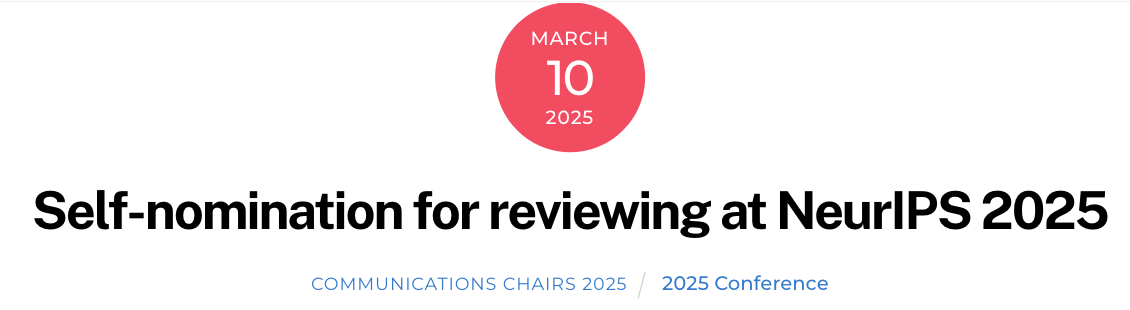 MARCH
10
2025
Self-nomination for reviewing at NeurIPS 2025
COMMUNICATIONS CHAIRS 2025 / 2025 Conference